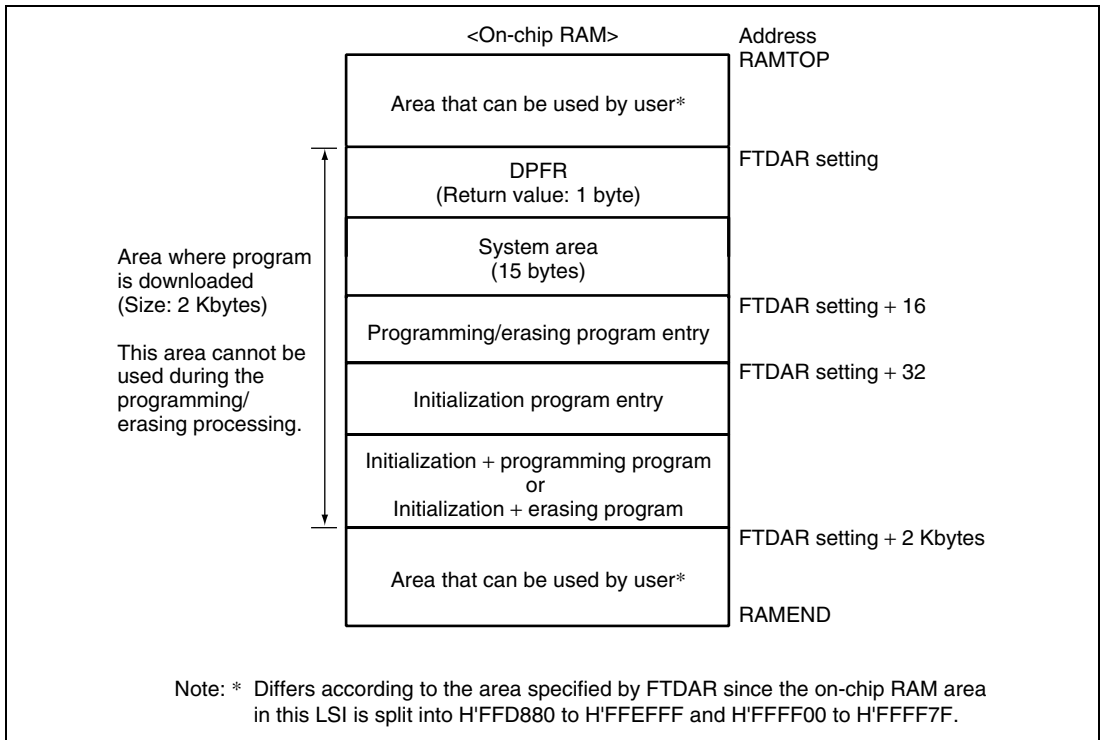 <On-chip RAM>
Address
RAMTOP
Area that can be used by user*
FTDAR setting
DPFR
(Return value: 1 byte)
System area
(15 bytes)
Area where program
is downloaded
(Size: 2 Kbytes)
This area cannot be
used during the
programming/
erasing processing.
FTDAR setting + 16
Programming/erasing program entry
FTDAR setting + 32
Initialization program entry
Initialization + programming program
or
Initialization + erasing program
FTDAR setting + 2 Kbytes
Area that can be used by user*
RAMEND
Note: * Differs according to the area specified by FTDAR since the on-chip RAM area
in this LSI is split into H'FFD880 to H'FFEFFF and H'FFFF00 to H'FFFF7F.